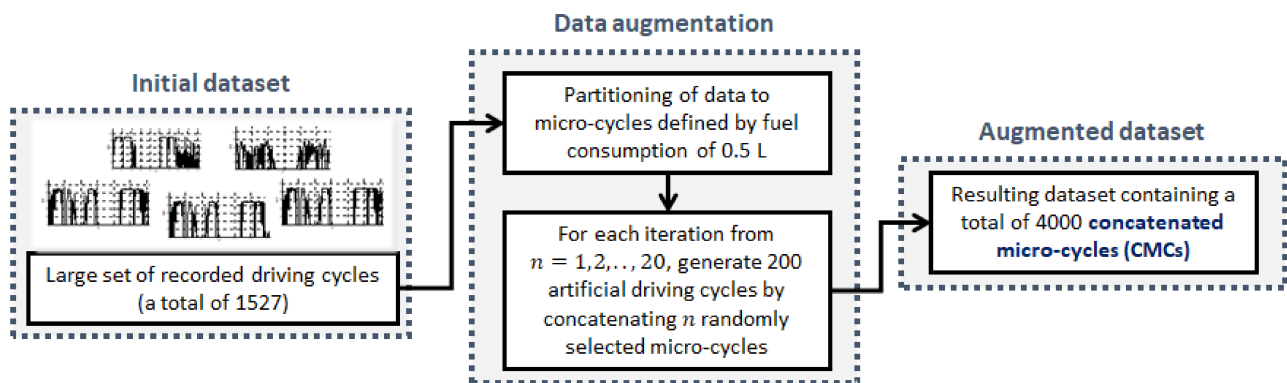 Initial dataset
Large set of recorded driving cycles
(a total of 1527)
Data augmentation
Partitioning of data to
micro-cycles defined by fuel
consumption of 0.5 L
For each iteration from
n = 1,2,.., 20, generate 200
artificial driving cycles by
concatenating n randomly
selected micro-cycles
Augmented dataset
Resulting dataset containing a
total of 4000 concatenated
micro-cycles (CMCs)